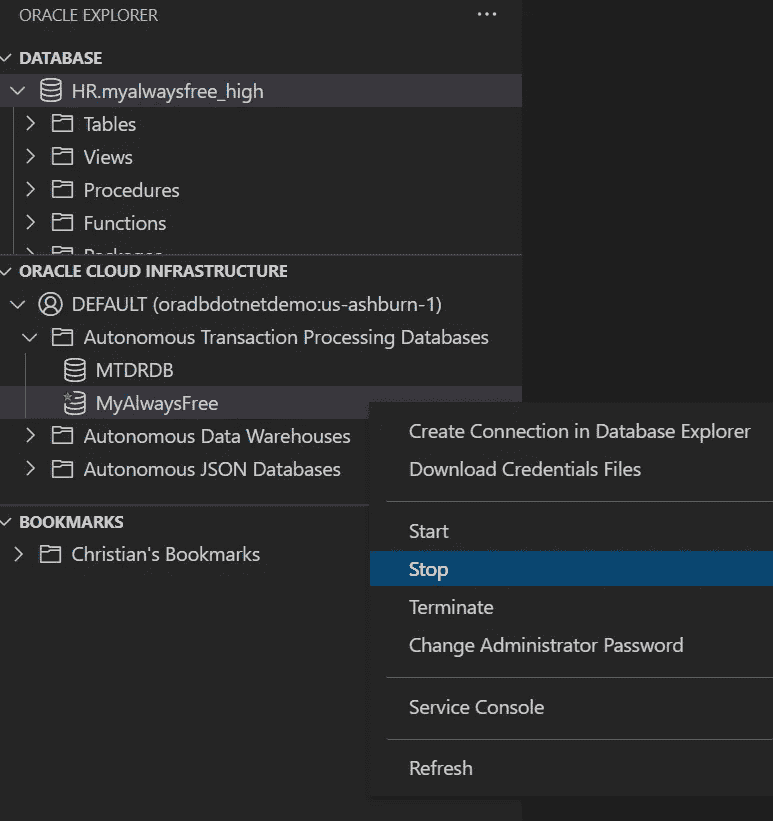 ORACLE EXPLORER
DATABASE
HR.myalwaysfree_high
Tables
Views
Procedures
Functions
Packages
ORACLE CLOUD INFRASTRUCTURE
DEFAULT (oradbdotnetdemo:us-ashburn-1)
Autonomous Transaction Processing Databases
MTDRDB
MyAlwaysFree
Autonomous Data Warehouses
Autonomous JSON Databases
BOOKMARKS
Christian's Bookmarks
Create Connection in Database Explorer
Download Credentials Files
Start
Stop
Terminate
Change Administrator Password
Service Console
Refresh